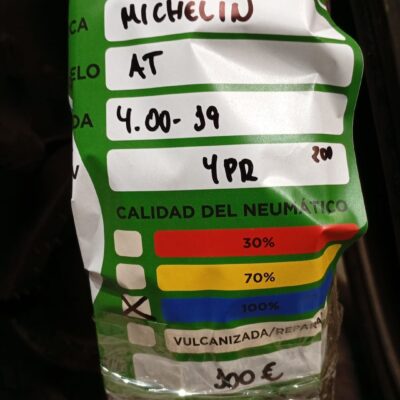 CA MICHELIN
ELO AT
DA 4.00-19
V 4PR 200
CALIDAD DEL NEUMÁTICO
30%
70%
X 100%
VULCANIZADA/REPARA
300 €